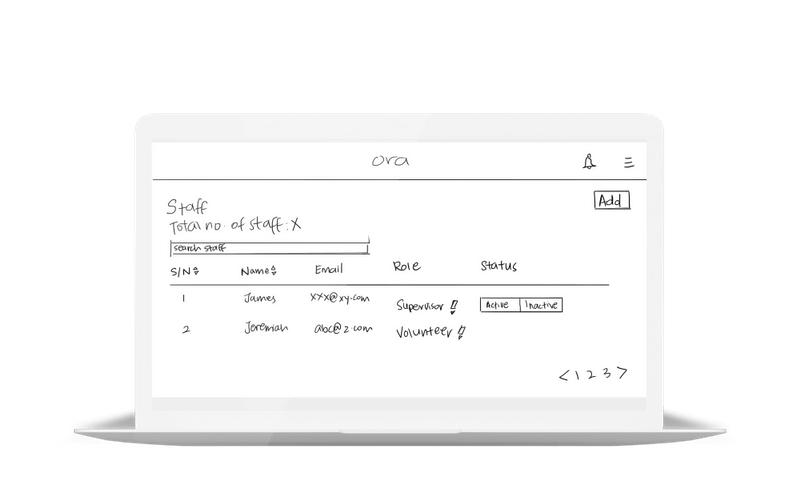 ora
Add
Staff
Total no. of staff: X
search staff
S/N Name Email Role Status
1 James xxx@xy.com Supervisor Active Inactive
2 Jeremiah abc@z.com Volunteer
< 1 2 3 >